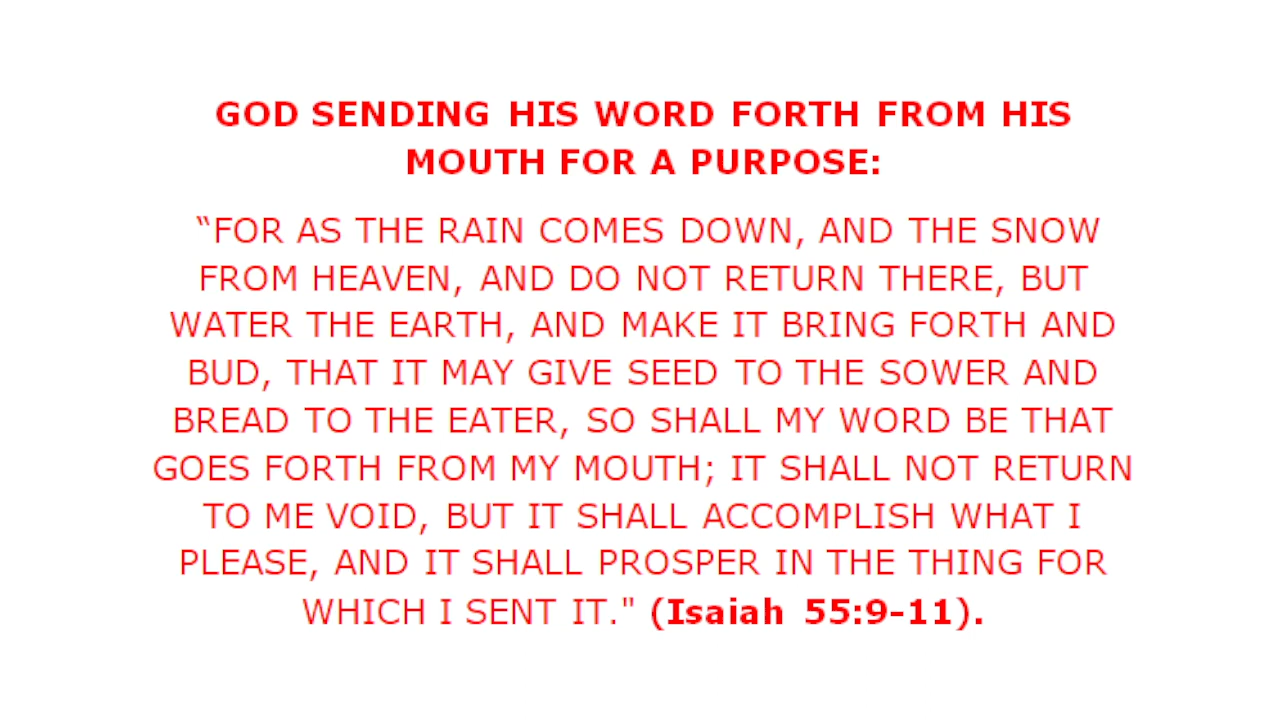 GOD SENDING HIS WORD FORTH FROM HIS
MOUTH FOR A PURPOSE:
“FOR AS THE RAIN COMES DOWN, AND THE SNOW
FROM HEAVEN, AND DO NOT RETURN THERE, BUT
WATER THE EARTH, AND MAKE IT BRING FORTH AND
BUD, THAT IT MAY GIVE SEED TO THE SOWER AND
BREAD TO THE EATER, SO SHALL MY WORD BE THAT
GOES FORTH FROM MY MOUTH; IT SHALL NOT RETURN
TO ME VOID, BUT IT SHALL ACCOMPLISH WHAT I
PLEASE, AND IT SHALL PROSPER IN THE THING FOR
WHICH I SENT IT." (Isaiah 55:9-11).